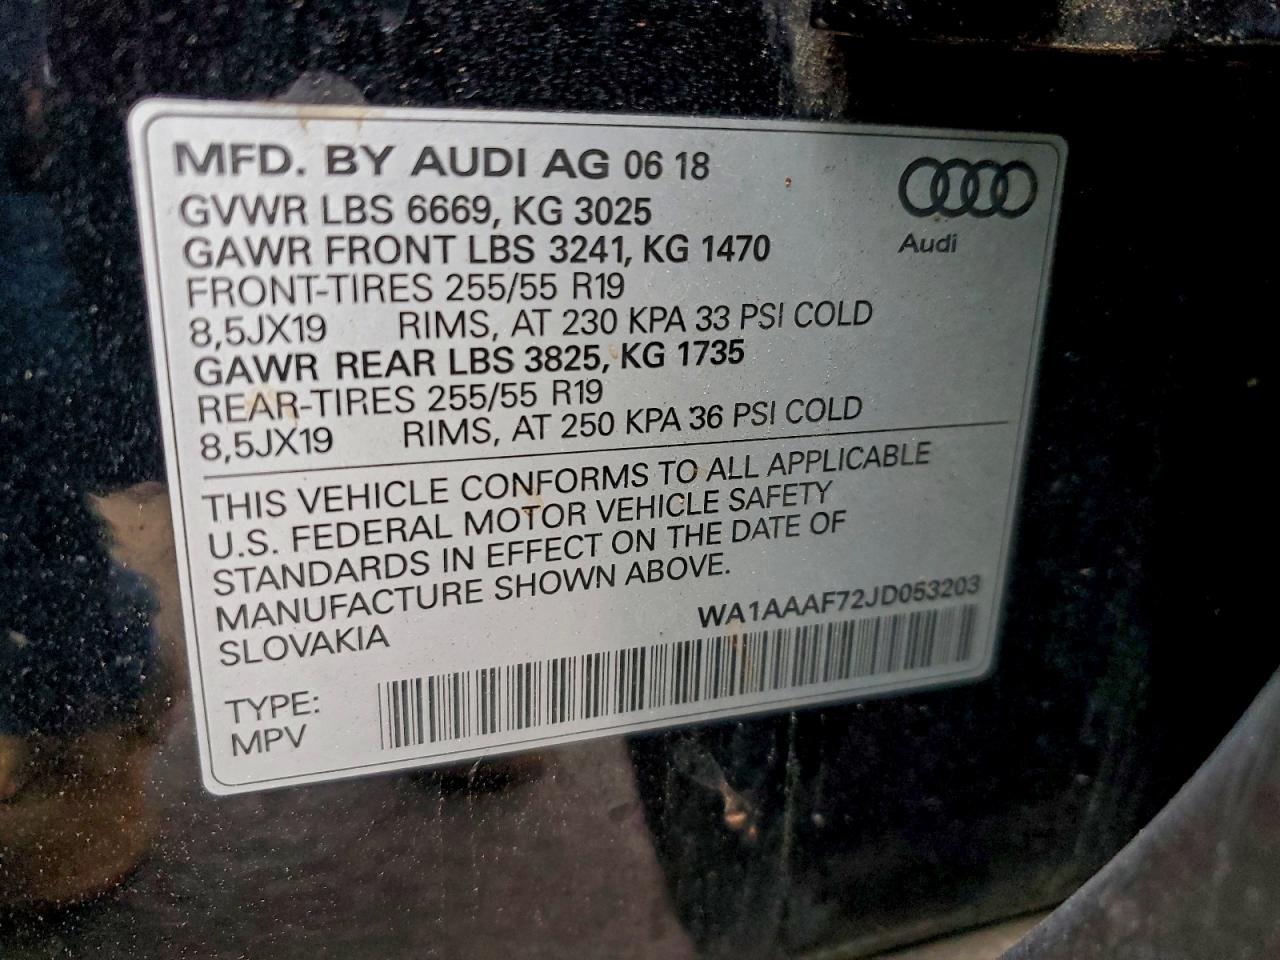 MFD. BY AUDI AG 06 18
GVWR LBS 6669, KG 3025
GAWR FRONT LBS 3241, KG 1470
FRONT-TIRES 255/55 R19
8,5JX19 RIMS, AT 230 KPA 33 PSI COLD
GAWR REAR LBS 3825, KG 1735
REAR-TIRES 255/55 R19
8,5JX19 RIMS, AT 250 KPA 36 PSI COLD
Audi
THIS VEHICLE CONFORMS TO ALL APPLICABLE
U.S. FEDERAL MOTOR VEHICLE SAFETY
STANDARDS IN EFFECT ON THE DATE OF
MANUFACTURE SHOWN ABOVE.
SLOVAKIA
WA1AAAF72JD053203
TYPE:
MPV